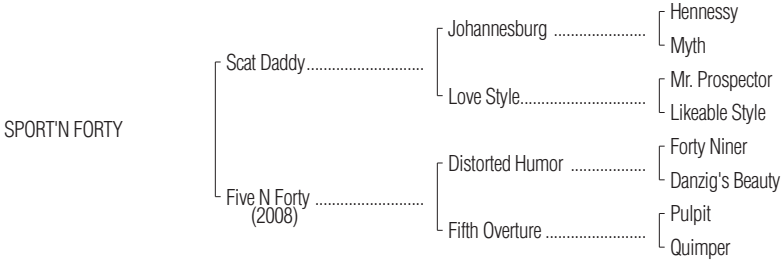 Hennessy
Johannesburg ....................
Myth
Scat Daddy..........................
Mr. Prospector
Love Style...........................
Likeable Style
SPORT'N FORTY
Forty Niner
Distorted Humor ................
Danzig's Beauty
Five N Forty ........................
(2008)
Pulpit
Fifth Overture ......................
Quimper